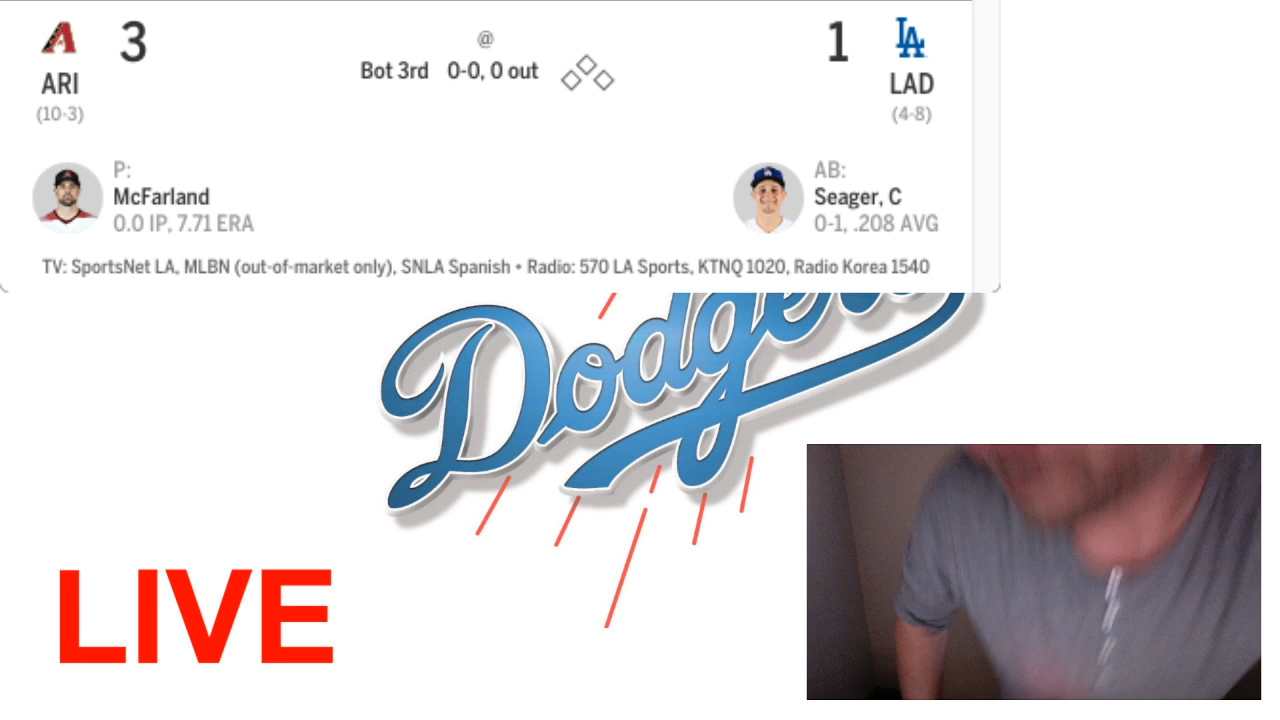 3 @ 1 LA
Bot 3rd 0-0, 0 out
ARI LAD
(10-3) (4-8)
P: AB:
McFarland Seager, C
0.0 IP, 7.71 ERA 0-1, .208 AVG
TV: SportsNet LA, MLBN (out-of-market only), SNLA Spanish • Radio: 570 LA Sports, KTNQ 1020, Radio Korea 1540
Dodgers
LIVE